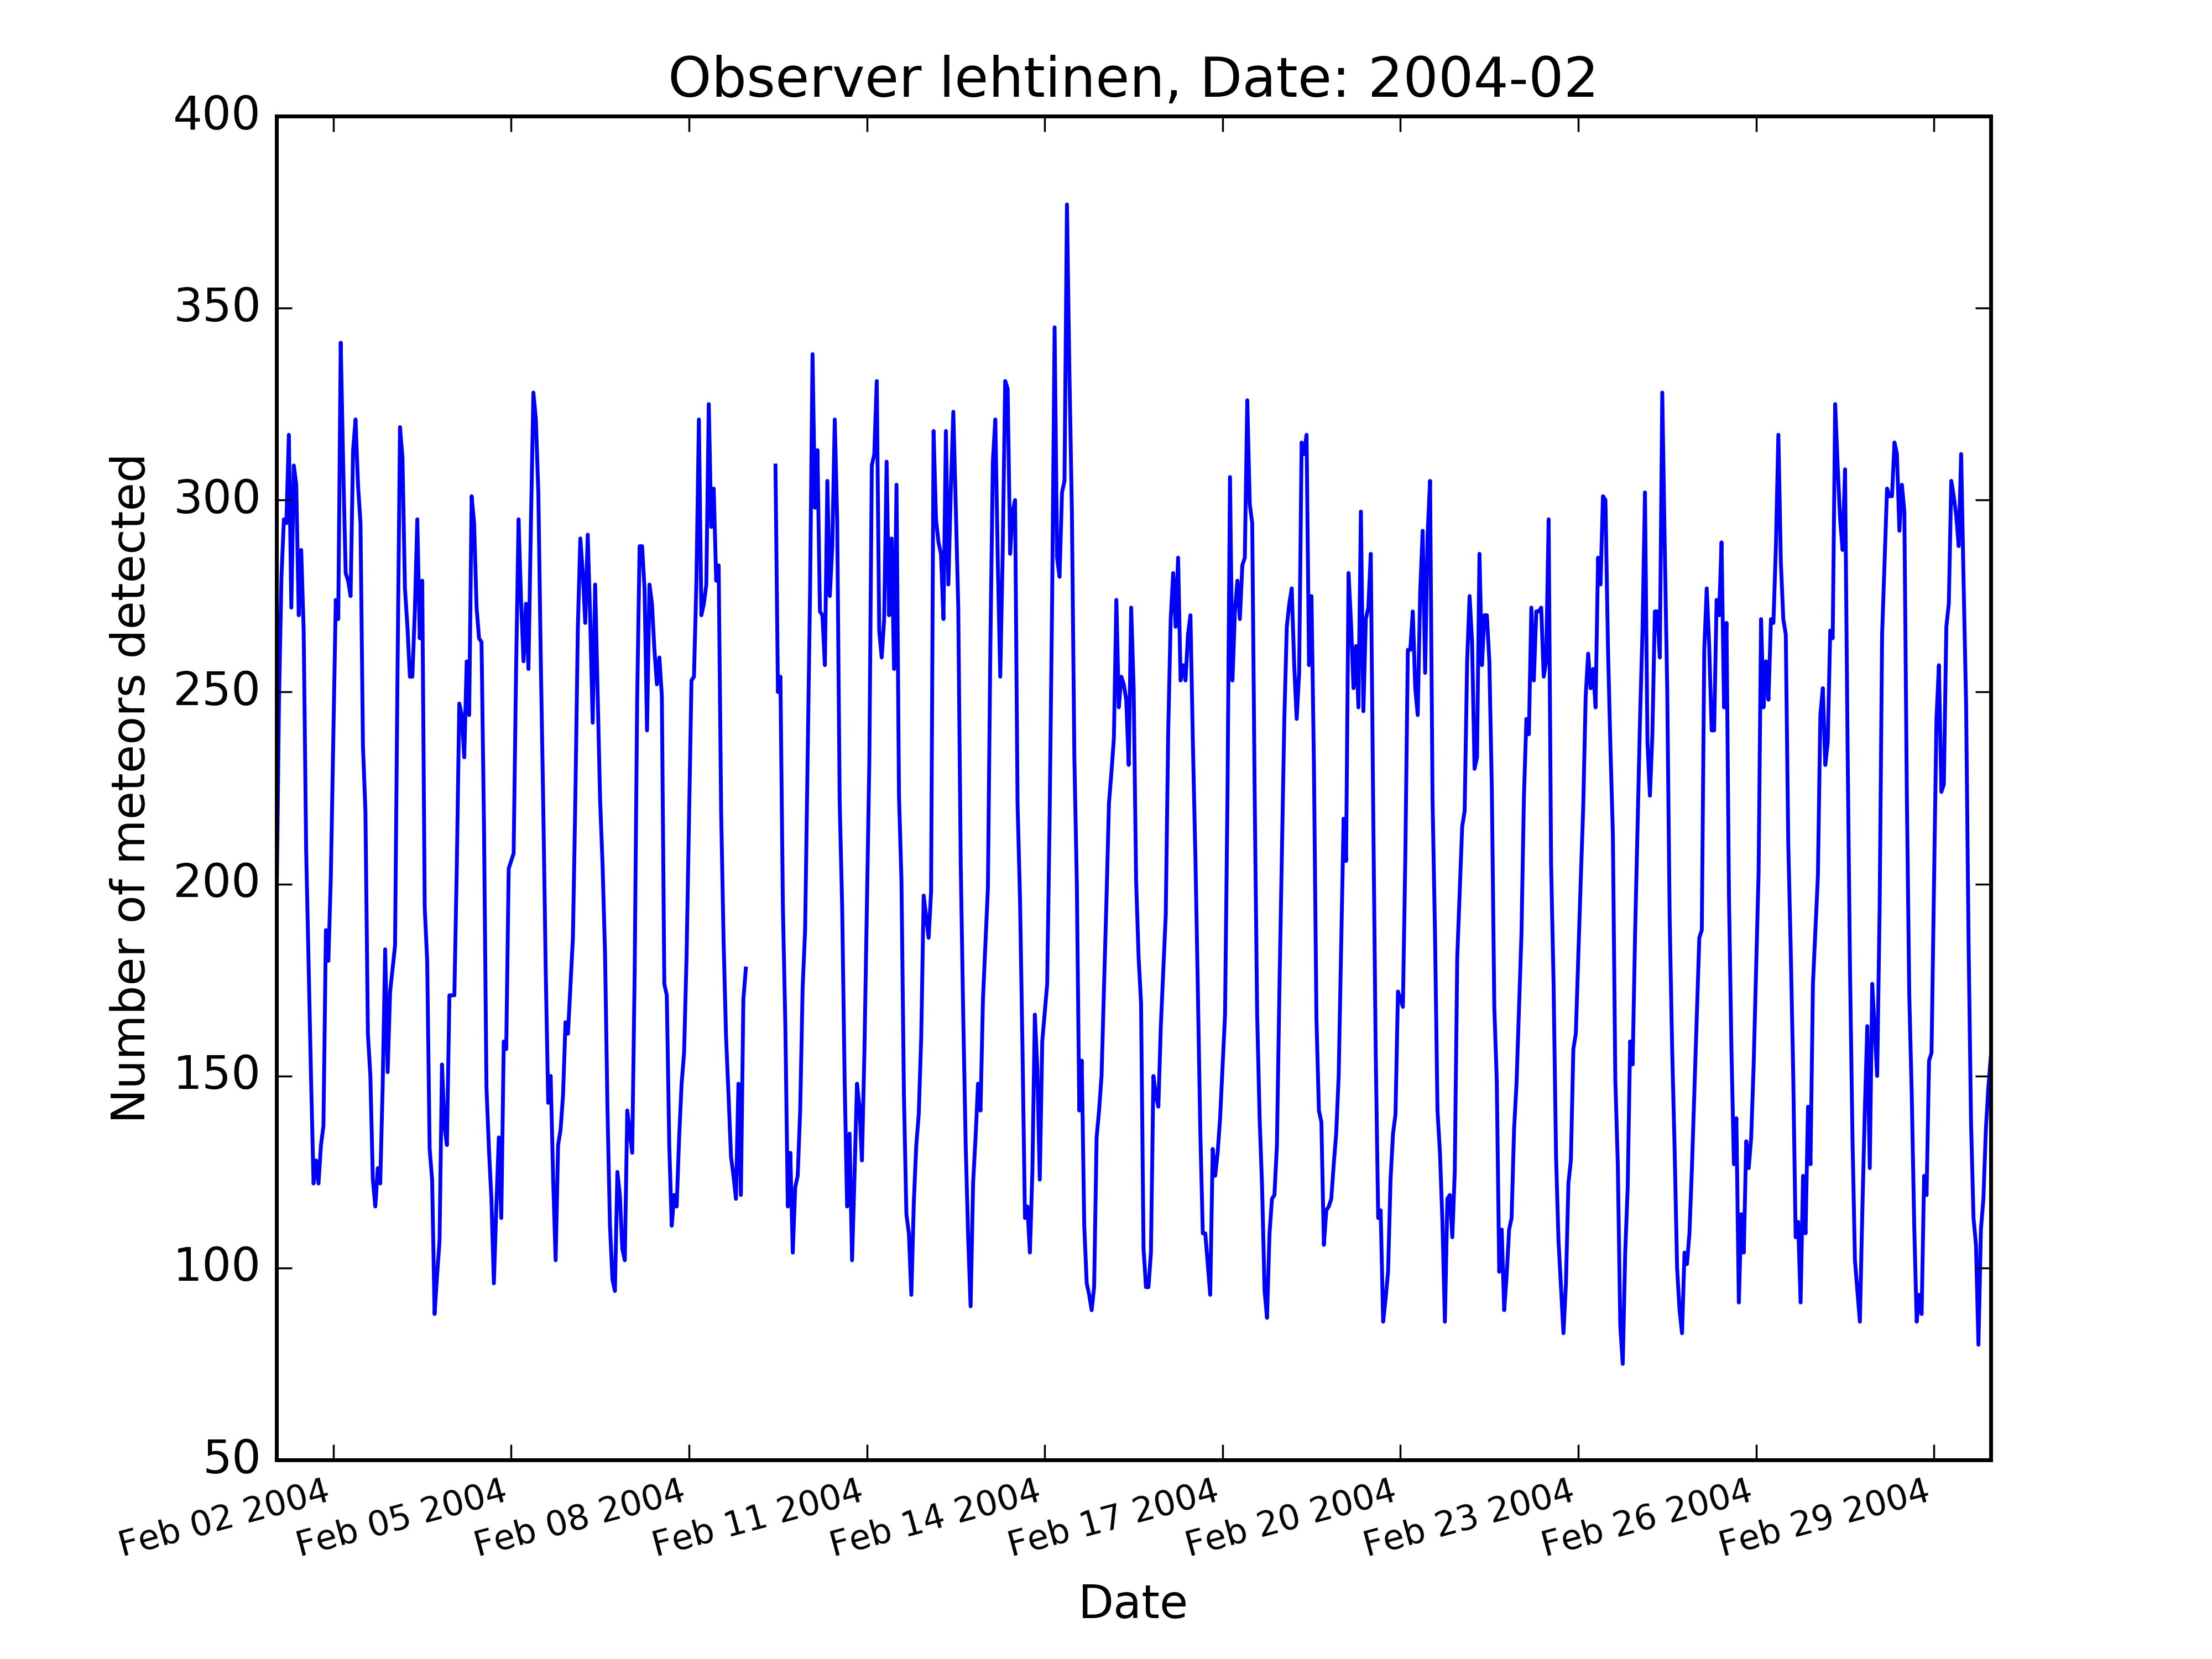 Observer lehtinen, Date: 2004-02
400
350
300
250
200
150
100
50
Number of meteors detected
Feb 02 2004
Feb 05 2004
Feb 08 2004
Feb 11 2004
Feb 14 2004
Feb 17 2004
Feb 20 2004
Feb 23 2004
Feb 26 2004
Feb 29 2004
Date